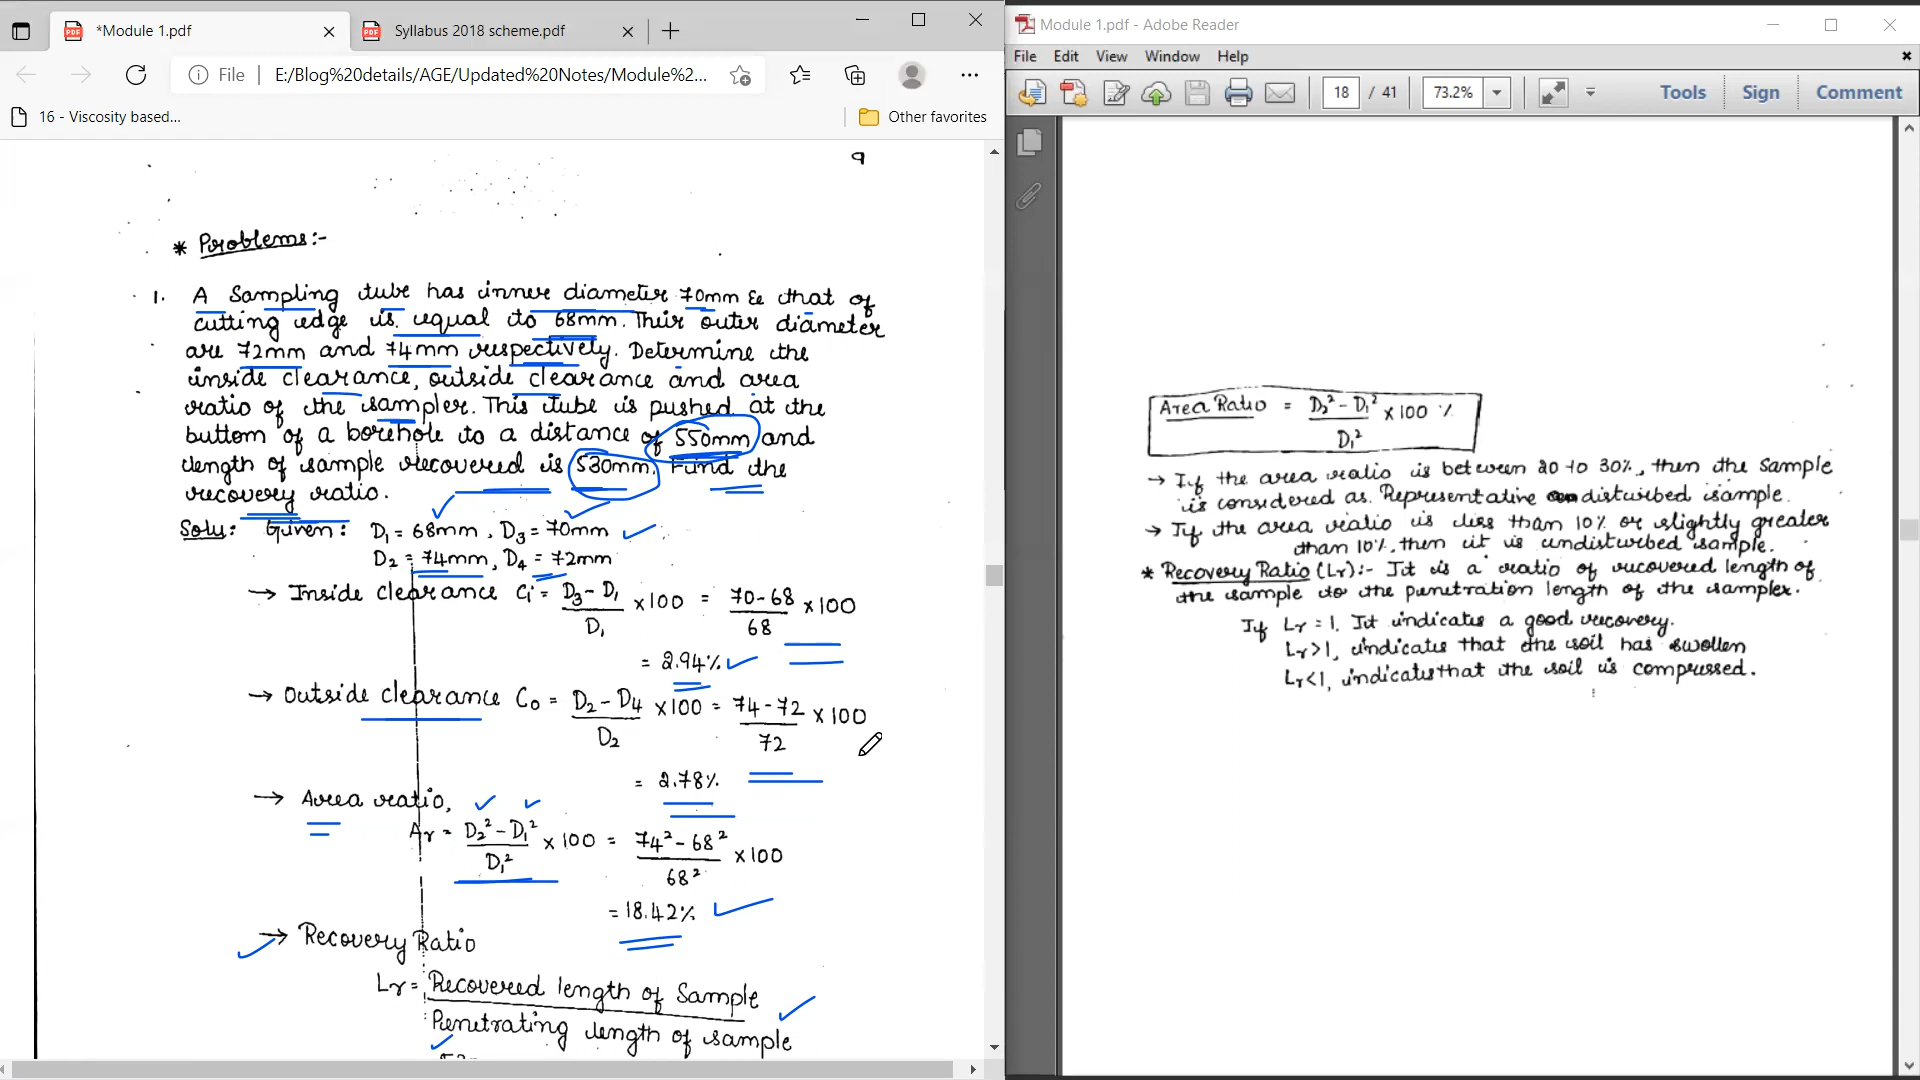 *Module 1.pdf
Syllabus 2018 scheme.pdf
File
E:/Blog%20details/AGE/Updated%20Notes/Module%2...
16 - Viscosity based...
Other favorites
9
* Problems:-
1. A Sampling tube has inner diameter 70mm & that of
cutting edge is equal to 68mm. Their outer diameter
are 72mm and 74mm respectively. Determine the
inside clearance, outside clearance and area
ratio of the sampler. This tube is pushed at the
buttom of a borehole to a distance of 550mm and
length of sample recovered is 530mm. Find the
recovery ratio.
Solu: Given: D₁ = 68mm, D₃ = 70mm
D₂ = 74mm, D₄ = 72mm
→ Inside clearance Ci = D₃ - D₁ / D₁ × 100 = 70 - 68 / 68 × 100
= 2.94%
→ Outside clearance C₀ = D₂ - D₄ / D₂ × 100 = 74 - 72 / 72 × 100
= 2.78%
→ Area ratio,
Ar = D₂² - D₁² / D₁² × 100 = 74² - 68² / 68² × 100
= 18.42%
→ Recovery Ratio
Lr = Recovered length of Sample
Penetrating length of sample
Module 1.pdf - Adobe Reader
File Edit View Window Help
18 / 41 73.2% Tools Sign Comment
Area Ratio = D₂² - D₁² / D₁² × 100 %
→ If the area ratio is between 20 to 30%, then the sample
is considered as Representative disturbed sample.
→ If the area ratio is less than 10% or slightly greater
than 10%, then it is undisturbed sample.
* Recovery Ratio (Lr):- It is a ratio of recovered length of
the sample to the penetration length of the sampler.
If Lr = 1. It indicates a good recovery.
Lr > 1, indicates that the soil has swollen
Lr < 1, indicates that the soil is compressed.